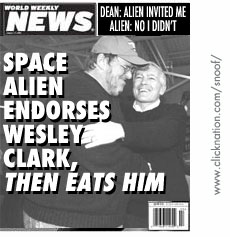 WORLD WEEKLY
NEWS
DEAN: ALIEN INVITED ME
ALIEN: NO I DIDN'T
SPACE
ALIEN
ENDORSES
WESLEY
CLARK,
THEN EATS HIM
www.clicknation.com/snoof/